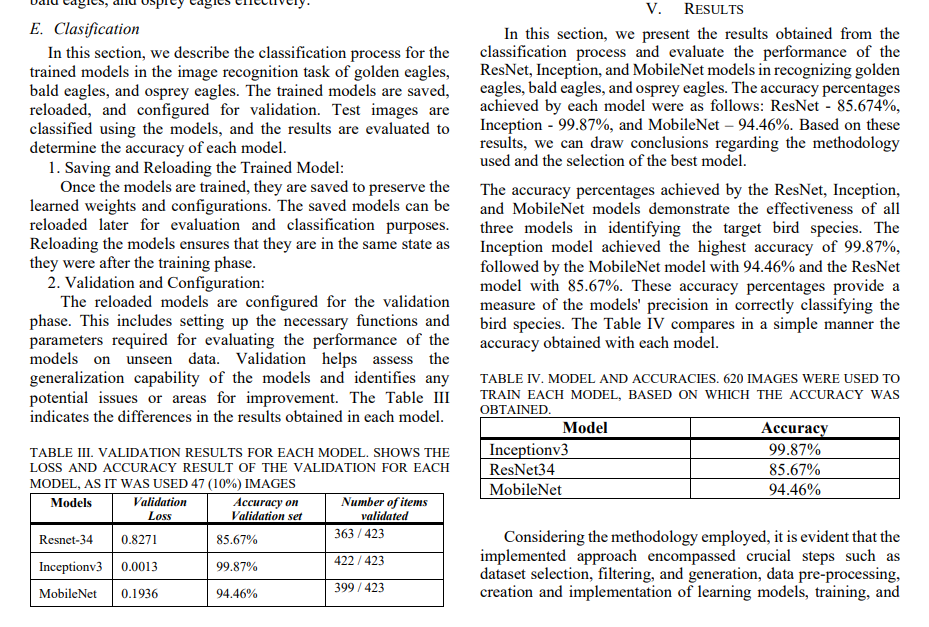 bald eagles, and osprey eagles effectively.
E. Clasification
In this section, we describe the classification process for the
trained models in the image recognition task of golden eagles,
bald eagles, and osprey eagles. The trained models are saved,
reloaded, and configured for validation. Test images are
classified using the models, and the results are evaluated to
determine the accuracy of each model.
1. Saving and Reloading the Trained Model:
Once the models are trained, they are saved to preserve the
learned weights and configurations. The saved models can be
reloaded later for evaluation and classification purposes.
Reloading the models ensures that they are in the same state as
they were after the training phase.
2. Validation and Configuration:
The reloaded models are configured for the validation
phase. This includes setting up the necessary functions and
parameters required for evaluating the performance of the
models on unseen data. Validation helps assess the
generalization capability of the models and identifies any
potential issues or areas for improvement. The Table III
indicates the differences in the results obtained in each model.
TABLE III. VALIDATION RESULTS FOR EACH MODEL. SHOWS THE
LOSS AND ACCURACY RESULT OF THE VALIDATION FOR EACH
MODEL, AS IT WAS USED 47 (10%) IMAGES
Models Validation Loss Accuracy on Validation set Number of items validated
Resnet-34 0.8271 85.67% 363 / 423
Inceptionv3 0.0013 99.87% 422 / 423
MobileNet 0.1936 94.46% 399 / 423
V. RESULTS
In this section, we present the results obtained from the
classification process and evaluate the performance of the
ResNet, Inception, and MobileNet models in recognizing golden
eagles, bald eagles, and osprey eagles. The accuracy percentages
achieved by each model were as follows: ResNet - 85.674%,
Inception - 99.87%, and MobileNet – 94.46%. Based on these
results, we can draw conclusions regarding the methodology
used and the selection of the best model.
The accuracy percentages achieved by the ResNet, Inception,
and MobileNet models demonstrate the effectiveness of all
three models in identifying the target bird species. The
Inception model achieved the highest accuracy of 99.87%,
followed by the MobileNet model with 94.46% and the ResNet
model with 85.67%. These accuracy percentages provide a
measure of the models' precision in correctly classifying the
bird species. The Table IV compares in a simple manner the
accuracy obtained with each model.
TABLE IV. MODEL AND ACCURACIES. 620 IMAGES WERE USED TO
TRAIN EACH MODEL, BASED ON WHICH THE ACCURACY WAS
OBTAINED.
Model Accuracy
Inceptionv3 99.87%
ResNet34 85.67%
MobileNet 94.46%
Considering the methodology employed, it is evident that the
implemented approach encompassed crucial steps such as
dataset selection, filtering, and generation, data pre-processing,
creation and implementation of learning models, training, and